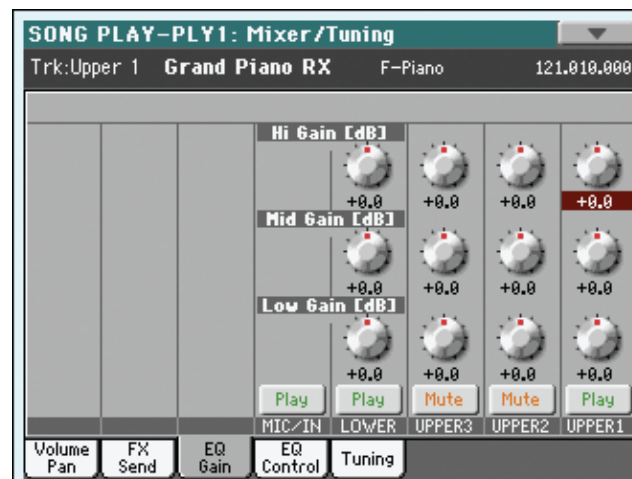 SONG PLAY-PLY1: Mixer/Tuning
Trk:Upper 1 Grand Piano RX F-Piano 121.010.000
Hi Gain [dB]
+0.0 +0.0 +0.0 +0.0
Mid Gain [dB]
+0.0 +0.0 +0.0 +0.0
Low Gain [dB]
+0.0 +0.0 +0.0 +0.0
Play Play Mute Mute Play
MIC/IN LOWER UPPER3 UPPER2 UPPER1
Volume Pan
FX Send
EQ Gain
EQ Control
Tuning